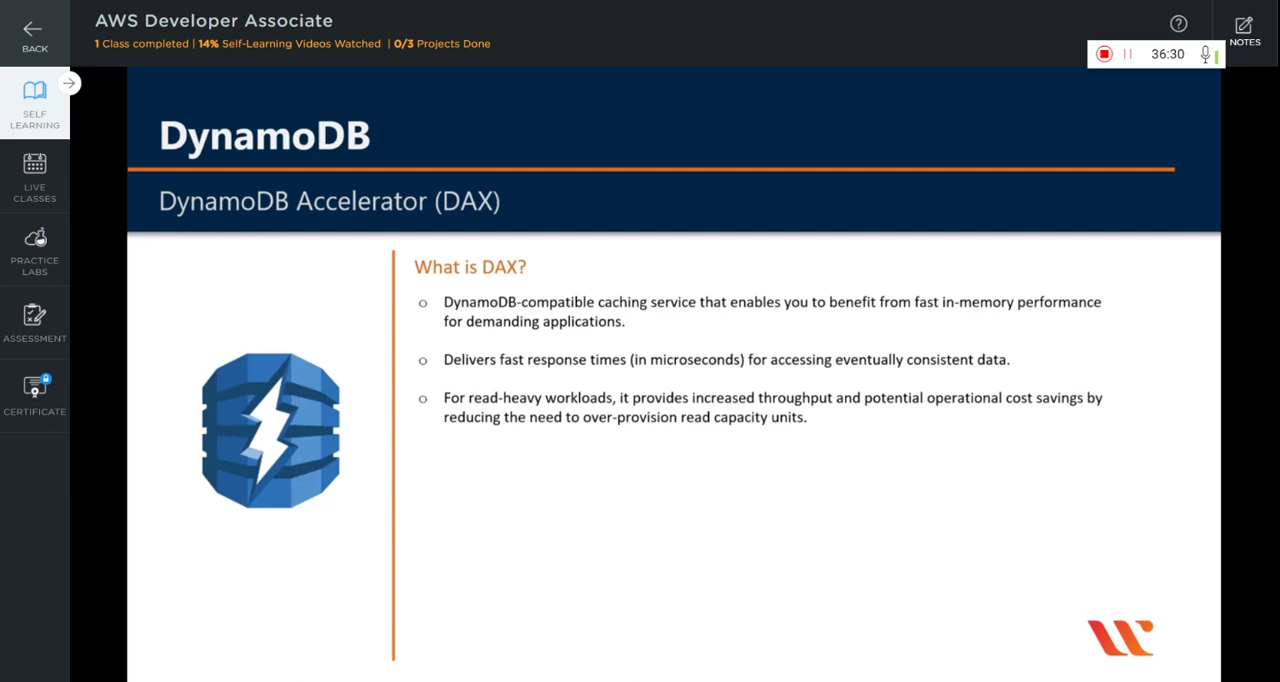 BACK
AWS Developer Associate
1 Class completed | 14% Self-Learning Videos Watched | 0/3 Projects Done
NOTES
36:30
SELF
LEARNING
LIVE
CLASSES
PRACTICE
LABS
ASSESSMENT
CERTIFICATE
DynamoDB
DynamoDB Accelerator (DAX)
What is DAX?
o DynamoDB-compatible caching service that enables you to benefit from fast in-memory performance
for demanding applications.
o Delivers fast response times (in microseconds) for accessing eventually consistent data.
o For read-heavy workloads, it provides increased throughput and potential operational cost savings by
reducing the need to over-provision read capacity units.